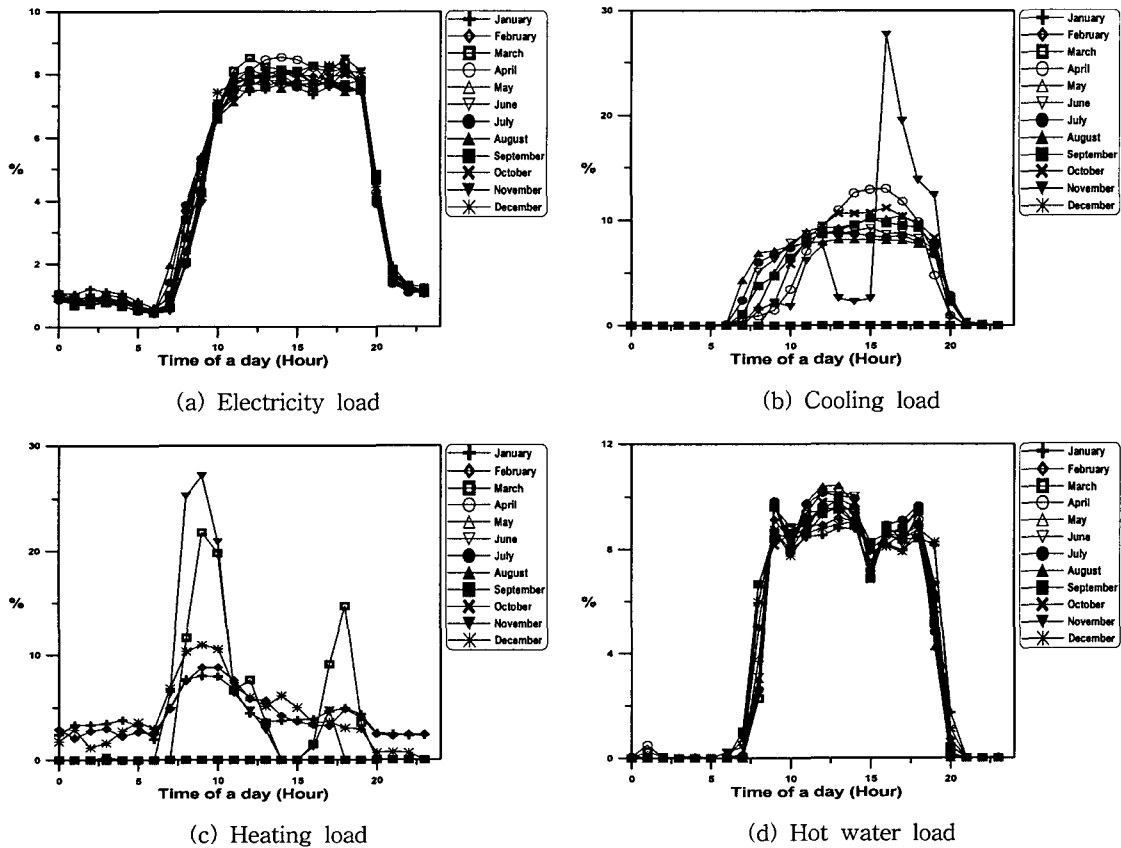 10
8
6
4
2
0
%
0
5
10
15
20
Time of a day (Hour)
January
February
March
April
May
June
July
August
September
October
November
December
(a) Electricity load
30
20
10
0
%
0
5
10
15
20
Time of a day (Hour)
January
February
March
April
May
June
July
August
September
October
November
December
(b) Cooling load
30
20
10
0
%
0
5
10
15
20
Time of a day (Hour)
January
February
March
April
May
June
July
August
September
October
November
December
(c) Heating load
12
8
4
0
%
0
5
10
15
20
Time of a day (Hour)
January
February
March
April
May
June
July
August
September
October
November
December
(d) Hot water load